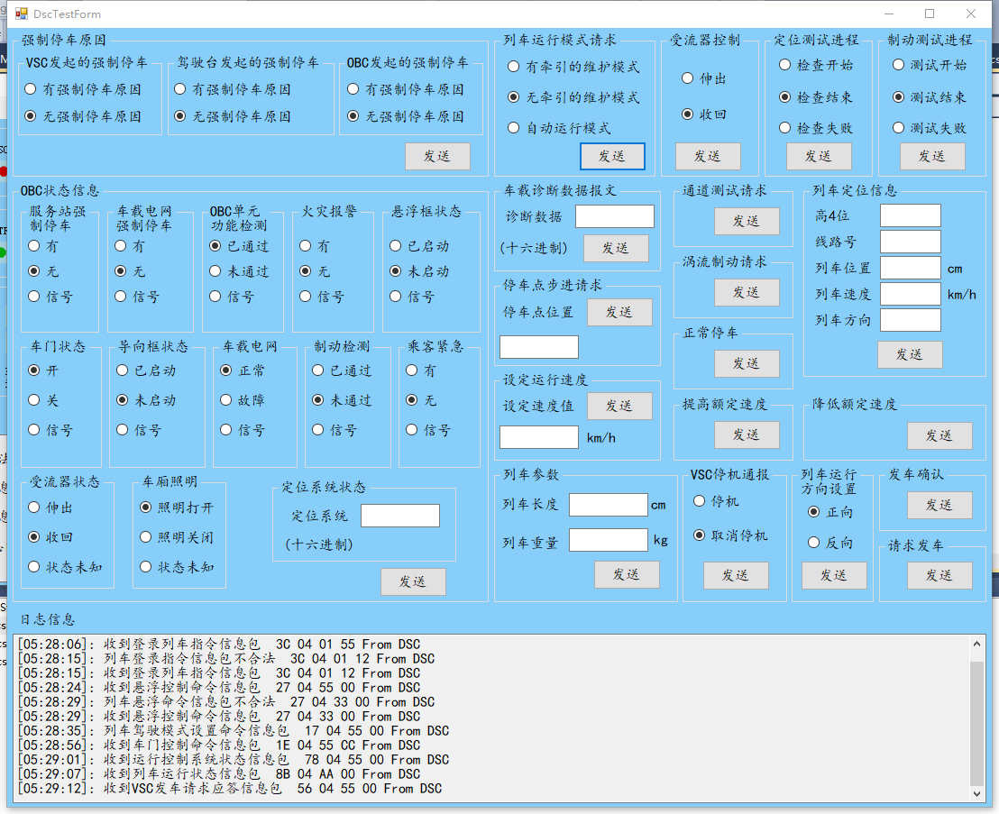 DscTestForm
强制停车原因
VSC发起的强制停车
有强制停车原因
无强制停车原因
驾驶台发起的强制停车
有强制停车原因
无强制停车原因
OBC发起的强制停车
有强制停车原因
无强制停车原因
发送
列车运行模式请求
有牵引的维护模式
无牵引的维护模式
自动运行模式
发送
受流器控制
伸出
收回
发送
定位测试进程
检查开始
检查结束
检查失败
发送
制动测试进程
测试开始
测试结束
测试失败
发送
OBC状态信息
服务站强
制停车
有
无
信号
车载电网
强制停车
有
无
信号
OBC单元
功能检测
已通过
未通过
信号
火灾报警
有
无
信号
悬浮框状态
已启动
未启动
信号
车门状态
开
关
信号
导向框状态
已启动
未启动
信号
车载电网
正常
故障
信号
制动检测
已通过
未通过
信号
乘客紧急
有
无
信号
受流器状态
伸出
收回
状态未知
车厢照明
照明打开
照明关闭
状态未知
定位系统状态
定位系统
(十六进制)
发送
车载诊断数据报文
诊断数据
(十六进制)
发送
停车点步进请求
停车点位置
发送
设定运行速度
设定速度值
发送
km/h
通道测试请求
发送
涡流制动请求
发送
正常停车
发送
提高额定速度
发送
列车定位信息
高4位
线路号
列车位置
cm
列车速度
km/h
列车方向
发送
降低额定速度
发送
列车参数
列车长度
cm
列车重量
kg
发送
VSC停机通报
停机
取消停机
发送
列车运行
方向设置
正向
反向
发送
发车确认
发送
请求发车
发送
日志信息
[05:28:06]: 收到登录列车指令信息包  3C 04 01 55 From DSC
[05:28:15]: 列车登录指令信息包不合法  3C 04 01 12 From DSC
[05:28:15]: 收到登录列车指令信息包  3C 04 01 12 From DSC
[05:28:24]: 收到悬浮控制命令信息包  27 04 55 00 From DSC
[05:28:29]: 列车悬浮命令信息包不合法  27 04 33 00 From DSC
[05:28:29]: 收到悬浮控制命令信息包  27 04 33 00 From DSC
[05:28:35]: 列车驾驶模式设置命令信息包  17 04 55 00 From DSC
[05:28:56]: 收到车门控制命令信息包  1E 04 55 CC From DSC
[05:29:01]: 收到运行控制系统状态信息包  78 04 55 00 From DSC
[05:29:07]: 收到列车运行状态信息包  8B 04 AA 00 From DSC
[05:29:12]: 收到VSC发车请求应答信息包  56 04 55 00 From DSC